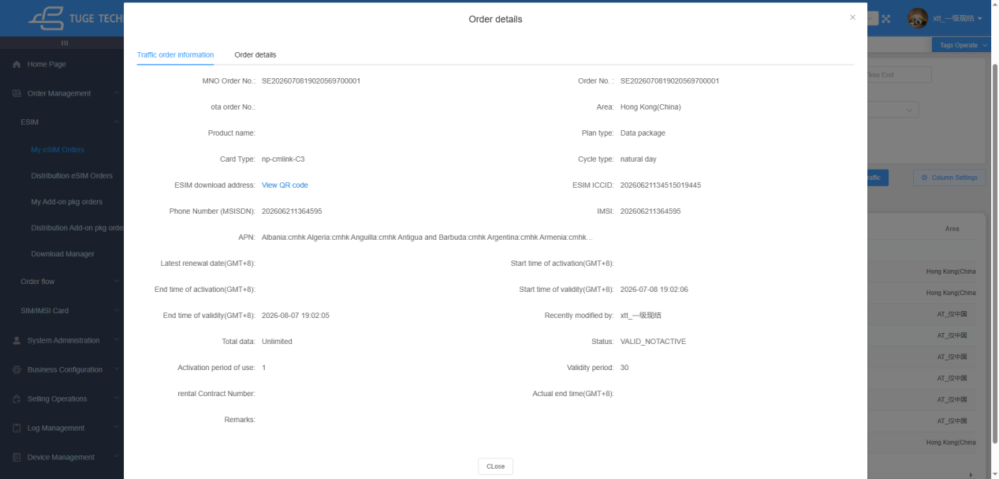 TUGE TECH
Order details
×
xtt_一级现结
Tags Operate
Home Page
Order Management
ESIM
My eSIM Orders
Distribultion eSIM Orders
My Add-on pkg orders
Distribution Add-on pkg orde
Download Manager
Order flow
SIM/IMSI Card
System Administration
Business Configuration
Selling Operations
Log Management
Device Management
Traffic order information
Order details
MNO Order No.: SE2026070819020569700001
Order No. : SE2026070819020569700001
ota order No.:
Area: Hong Kong(China)
Product name:
Plan type: Data package
Card Type: np-cmlink-C3
Cycle type: natural day
ESIM download address: View QR code
ESIM ICCID: 20260621134515019445
Phone Number (MSISDN): 202606211364595
IMSI: 202606211364595
APN: Albania:cmhk Algeria:cmhk Anguilla:cmhk Antigua and Barbuda:cmhk Argentina:cmhk Armenia:cmhk...
Latest renewal date(GMT+8):
Start time of activation(GMT+8):
End time of activation(GMT+8):
Start time of validity(GMT+8): 2026-07-08 19:02:06
End time of validity(GMT+8): 2026-08-07 19:02:05
Recently modified by: xtt_一级现结
Total data: Unlimited
Status: VALID_NOTACTIVE
Activation period of use: 1
Validity period: 30
rental Contract Number:
Actual end time(GMT+8):
Remarks:
CLose
Time End
raffic
Column Settings
Area
Hong Kong(China
Hong Kong(China
AT_仅中国
AT_仅中国
AT_仅中国
AT_仅中国
AT_仅中国
AT_仅中国
Hong Kong(China